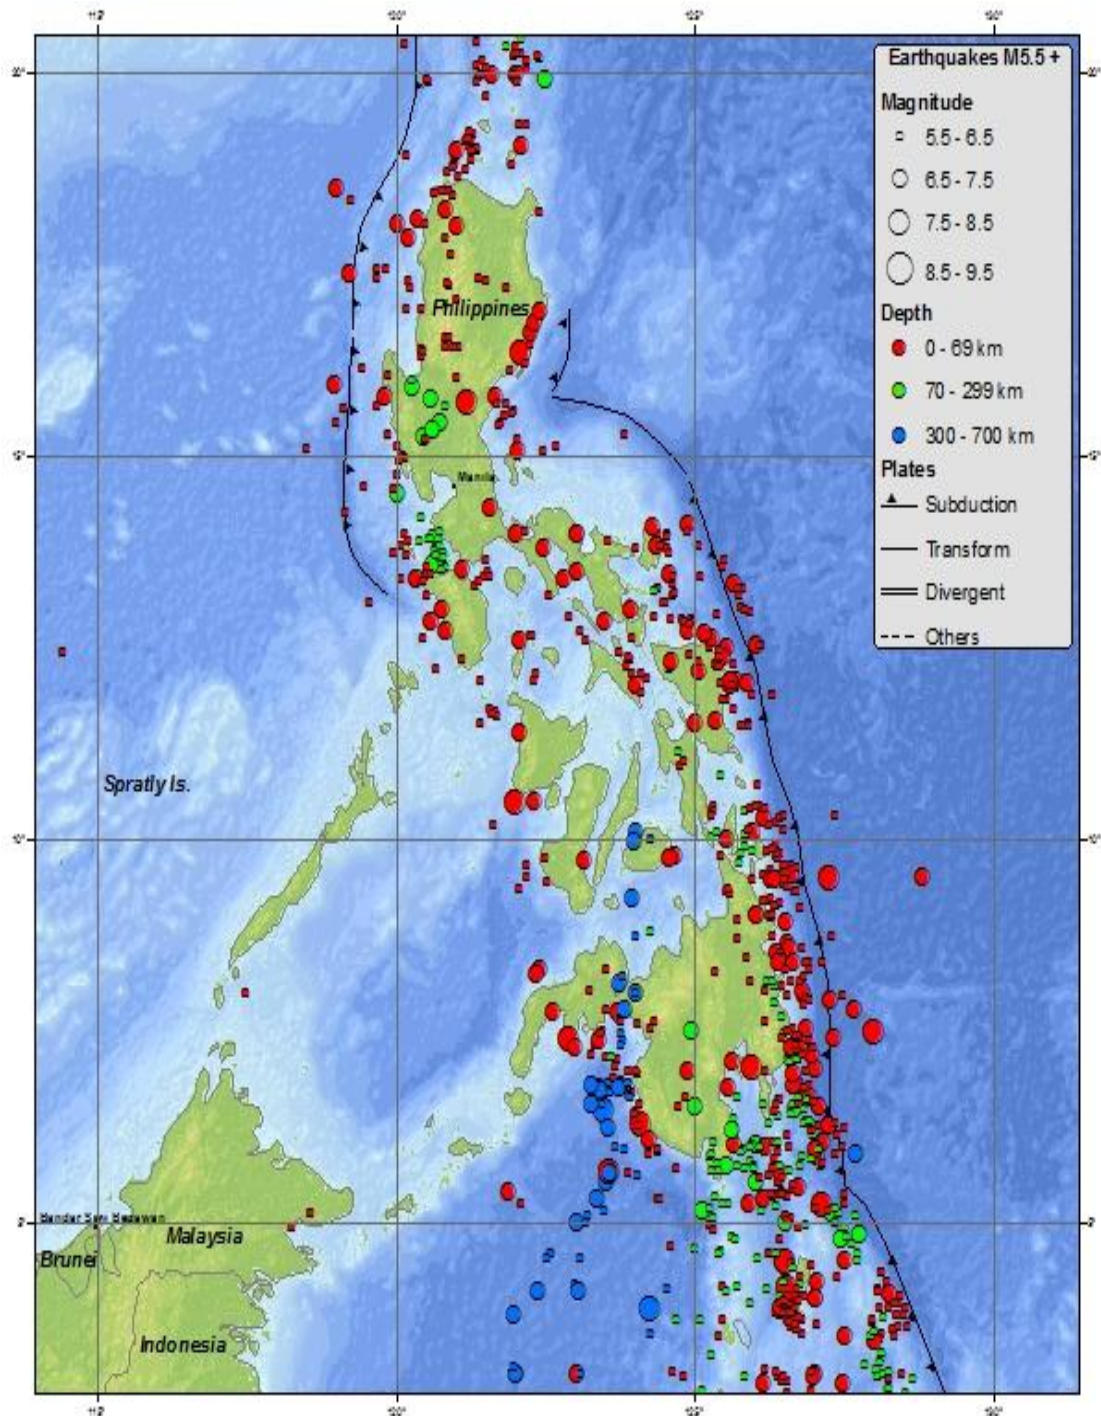 Earthquakes M5.5 +
Magnitude
5.5 - 6.5
6.5 - 7.5
7.5 - 8.5
8.5 - 9.5
Depth
0 - 69 km
70 - 299 km
300 - 700 km
Plates
Subduction
Transform
Divergent
Others
Philippines
Manila
Spratly Is.
Bandar
Malaysia
Brunei
Indonesia